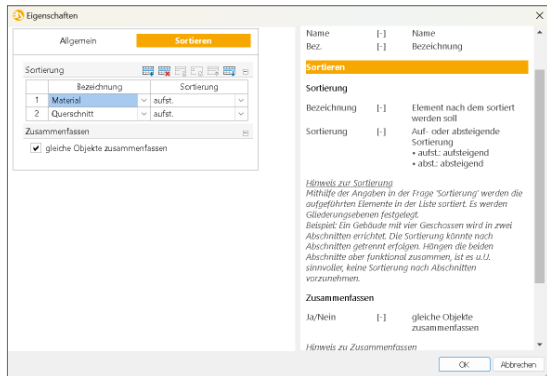 Eigenschaften
Allgemein
Sortieren
Sortierung
Bezeichnung Sortierung
1 Material aufst.
2 Querschnitt aufst.
Zusammenfassen
gleiche Objekte zusammenfassen
Name [-] Name
Bez. [-] Bezeichnung
Sortieren
Sortierung
Bezeichnung [-] Element nach dem sortiert
werden soll
Sortierung [-] Auf- oder absteigende
Sortierung
• aufst.: aufsteigend
• abst.: absteigend
Hinweis zur Sortierung
Mithilfe der Angaben in der Frage 'Sortierung' werden die
aufgeführten Elemente in der Liste sortiert. Es werden
Gliederungsebenen festgelegt.
Beispiel: Ein Gebäude mit vier Geschossen wird in zwei
Abschnitten errichtet. Die Sortierung könnte nach
Abschnitten getrennt erfolgen. Hängen die beiden
Abschnitte aber funktional zusammen, ist es u.U.
sinnvoller, keine Sortierung nach Abschnitten
vorzunehmen.
Zusammenfassen
Ja/Nein [-] gleiche Objekte
zusammenfassen
Hinweis zu Zusammenfassen
OK
Abbrechen